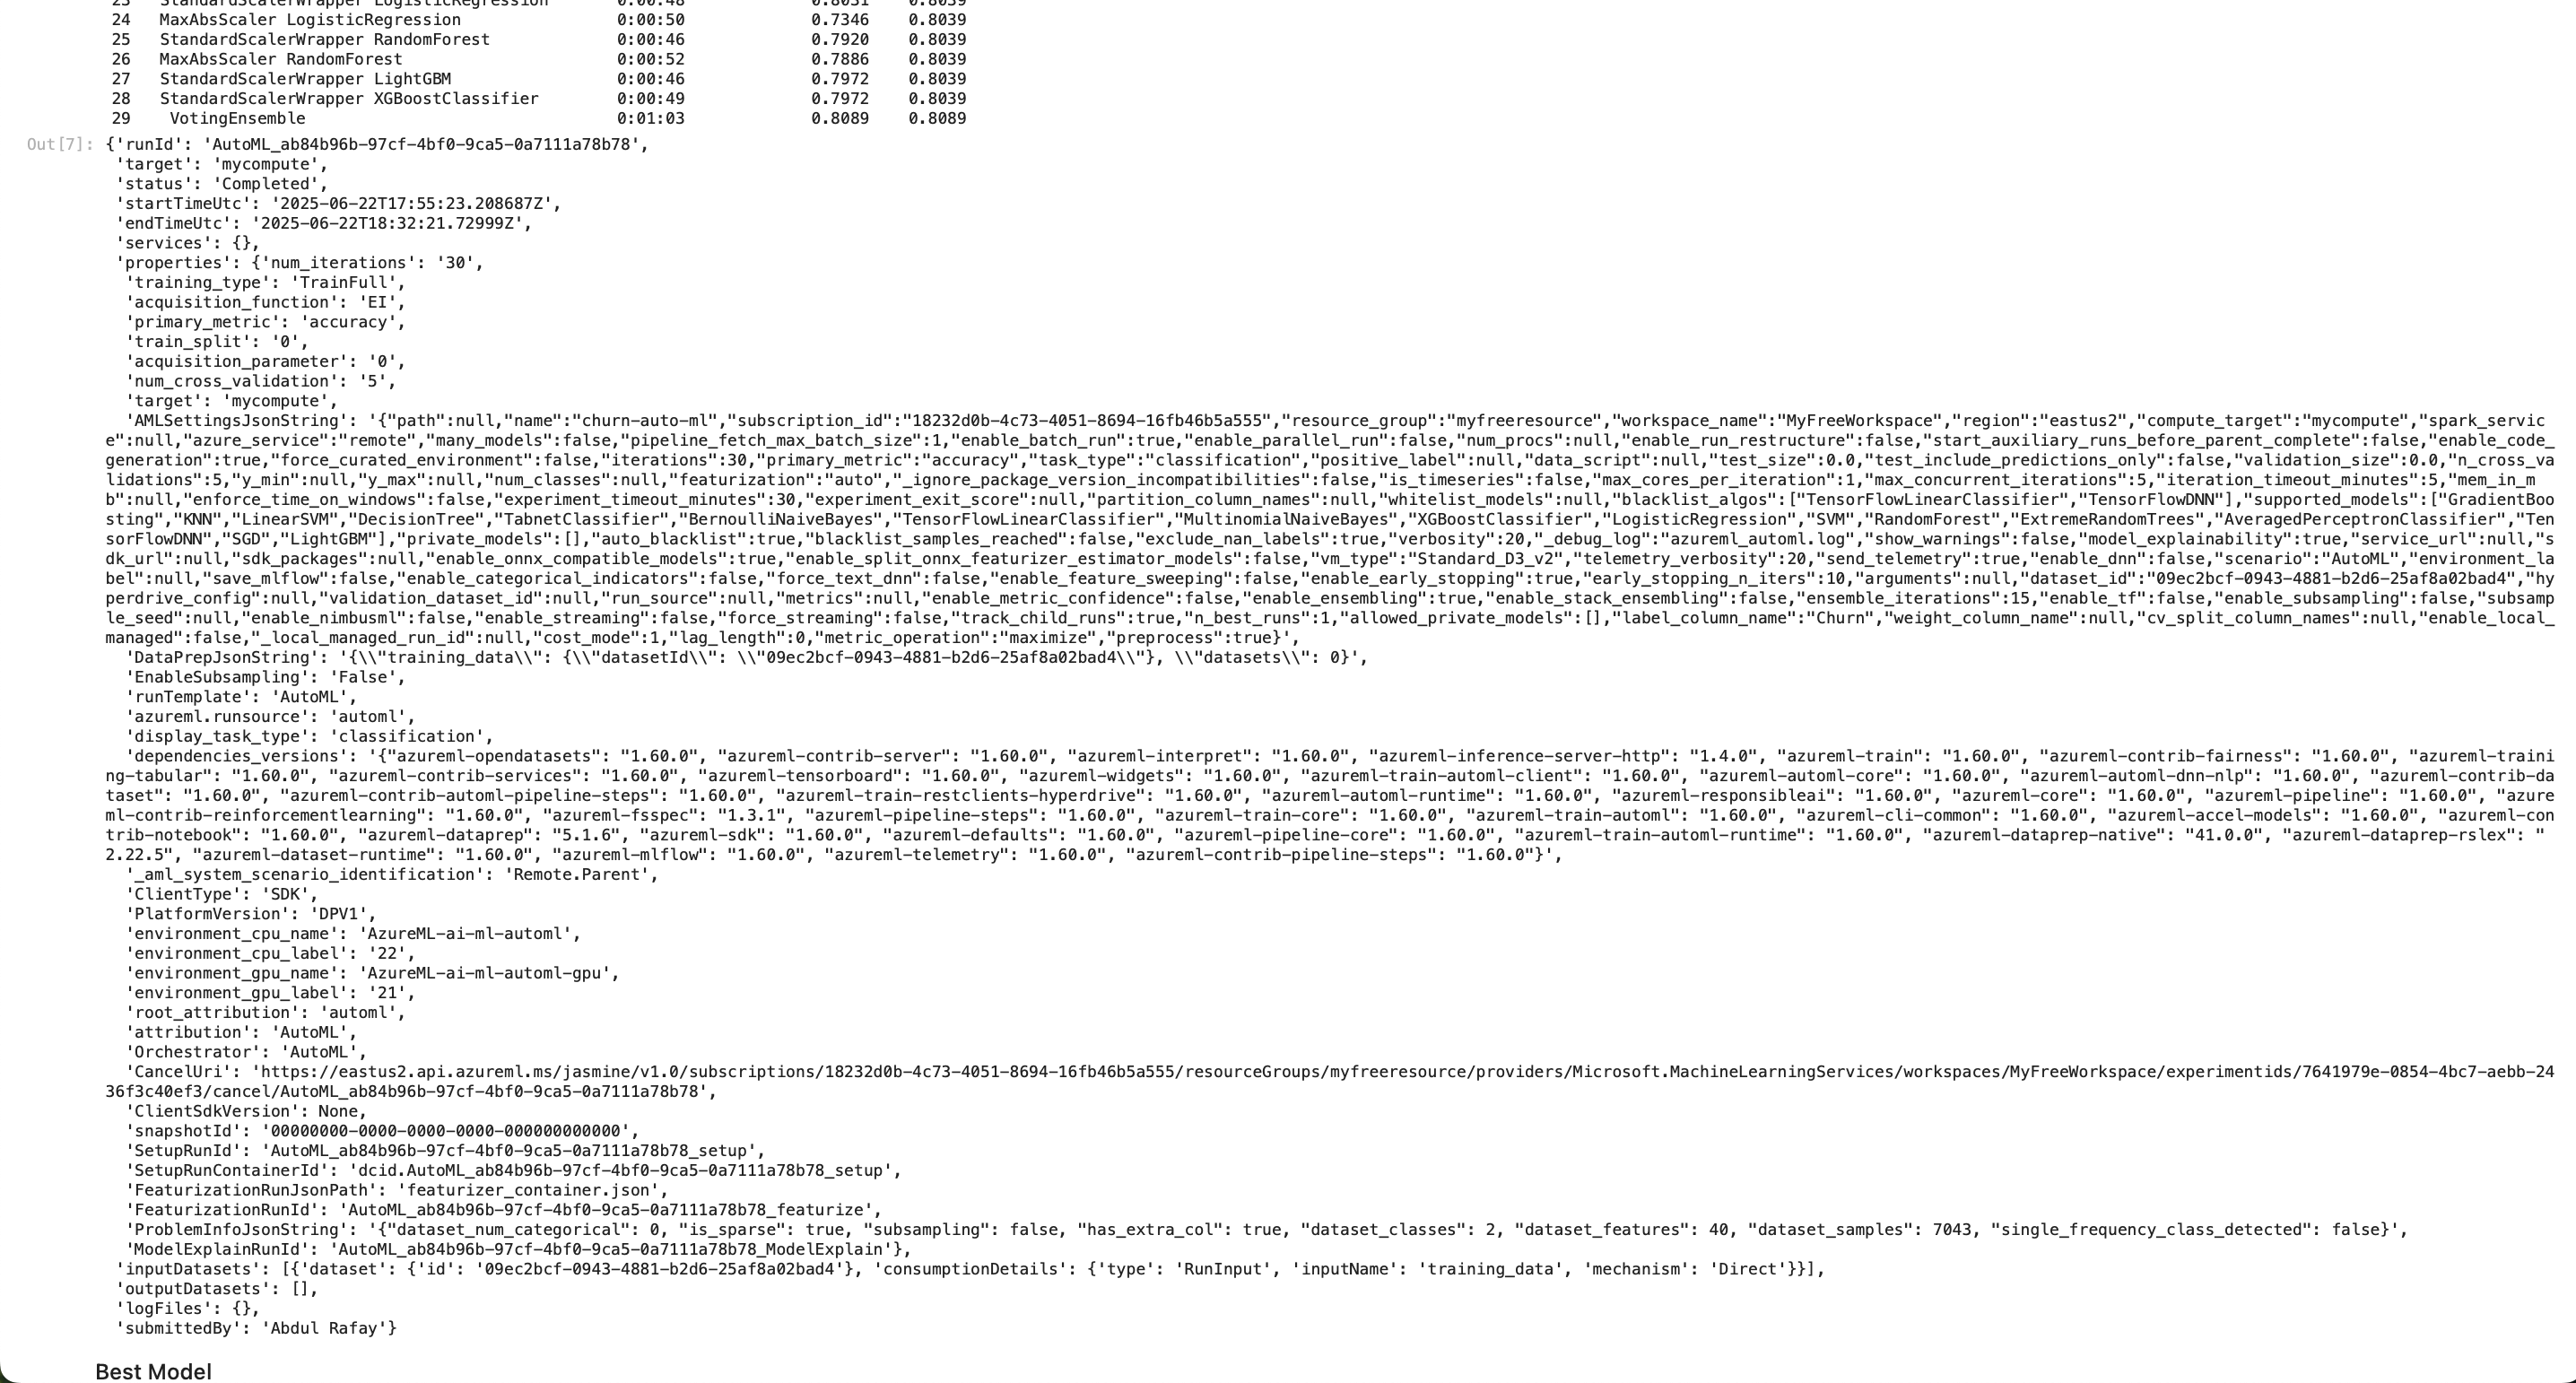 23   StandardScalerWrapper LogisticRegression       0:00:48             0.8031    0.8039
24   MaxAbsScaler LogisticRegression                0:00:50             0.7346    0.8039
25   StandardScalerWrapper RandomForest             0:00:46             0.7920    0.8039
26   MaxAbsScaler RandomForest                      0:00:52             0.7886    0.8039
27   StandardScalerWrapper LightGBM                 0:00:46             0.7972    0.8039
28   StandardScalerWrapper XGBoostClassifier        0:00:49             0.7972    0.8039
29    VotingEnsemble                                0:01:03             0.8089    0.8089
Out[7]: {'runId': 'AutoML_ab84b96b-97cf-4bf0-9ca5-0a7111a78b78',
'target': 'mycompute',
'status': 'Completed',
'startTimeUtc': '2025-06-22T17:55:23.208687Z',
'endTimeUtc': '2025-06-22T18:32:21.72999Z',
'services': {},
'properties': {'num_iterations': '30',
'training_type': 'TrainFull',
'acquisition_function': 'EI',
'primary_metric': 'accuracy',
'train_split': '0',
'acquisition_parameter': '0',
'num_cross_validation': '5',
'target': 'mycompute',
'AMLSettingsJsonString': '{"path":null,"name":"churn-auto-ml","subscription_id":"18232d0b-4c73-4051-8694-16fb46b5a555","resource_group":"myfreeresource","workspace_name":"MyFreeWorkspace","region":"eastus2","compute_target":"mycompute","spark_servic
e":null,"azure_service":"remote","many_models":false,"pipeline_fetch_max_batch_size":1,"enable_batch_run":true,"enable_parallel_run":false,"num_procs":null,"enable_run_restructure":false,"start_auxiliary_runs_before_parent_complete":false,"enable_code_
generation":true,"force_curated_environment":false,"iterations":30,"primary_metric":"accuracy","task_type":"classification","positive_label":null,"data_script":null,"test_size":0.0,"test_include_predictions_only":false,"validation_size":0.0,"n_cross_va
lidations":5,"y_min":null,"y_max":null,"num_classes":null,"featurization":"auto","_ignore_package_version_incompatibilities":false,"is_timeseries":false,"max_cores_per_iteration":1,"max_concurrent_iterations":5,"iteration_timeout_minutes":5,"mem_in_m
b":null,"enforce_time_on_windows":false,"experiment_timeout_minutes":30,"experiment_exit_score":null,"partition_column_names":null,"whitelist_models":null,"blacklist_algos":["TensorFlowLinearClassifier","TensorFlowDNN"],"supported_models":["GradientBoo
sting","KNN","LinearSVM","DecisionTree","TabnetClassifier","BernoulliNaiveBayes","TensorFlowLinearClassifier","MultinomialNaiveBayes","XGBoostClassifier","LogisticRegression","SVM","RandomForest","ExtremeRandomTrees","AveragedPerceptronClassifier","Ten
sorFlowDNN","SGD","LightGBM"],"private_models":[],"auto_blacklist":true,"blacklist_samples_reached":false,"exclude_nan_labels":true,"verbosity":20,"_debug_log":"azureml_automl.log","show_warnings":false,"model_explainability":true,"service_url":null,"s
dk_url":null,"sdk_packages":null,"enable_onnx_compatible_models":true,"enable_split_onnx_featurizer_estimator_models":false,"vm_type":"Standard_D3_v2","telemetry_verbosity":20,"send_telemetry":true,"enable_dnn":false,"scenario":"AutoML","environment_la
bel":null,"save_mlflow":false,"enable_categorical_indicators":false,"force_text_dnn":false,"enable_feature_sweeping":false,"enable_early_stopping":true,"early_stopping_n_iters":10,"arguments":null,"dataset_id":"09ec2bcf-0943-4881-b2d6-25af8a02bad4","hy
perdrive_config":null,"validation_dataset_id":null,"run_source":null,"metrics":null,"enable_metric_confidence":false,"enable_ensembling":true,"enable_stack_ensembling":false,"ensemble_iterations":15,"enable_tf":false,"enable_subsampling":false,"subsamp
le_seed":null,"enable_nimbusml":false,"enable_streaming":false,"force_streaming":false,"track_child_runs":true,"n_best_runs":1,"allowed_private_models":[],"label_column_name":"Churn","weight_column_name":null,"cv_split_column_names":null,"enable_local_
managed":false,"_local_managed_run_id":null,"cost_mode":1,"lag_length":0,"metric_operation":"maximize","preprocess":true}',
'DataPrepJsonString': '{\\"training_data\\": {\\"datasetId\\": \\"09ec2bcf-0943-4881-b2d6-25af8a02bad4\\"}, \\"datasets\\": 0}',
'EnableSubsampling': 'False',
'runTemplate': 'AutoML',
'azureml.runsource': 'automl',
'display_task_type': 'classification',
'dependencies_versions': '{"azureml-opendatasets": "1.60.0", "azureml-contrib-server": "1.60.0", "azureml-interpret": "1.60.0", "azureml-inference-server-http": "1.4.0", "azureml-train": "1.60.0", "azureml-contrib-fairness": "1.60.0", "azureml-traini
ng-tabular": "1.60.0", "azureml-contrib-services": "1.60.0", "azureml-tensorboard": "1.60.0", "azureml-widgets": "1.60.0", "azureml-train-automl-client": "1.60.0", "azureml-automl-core": "1.60.0", "azureml-automl-dnn-nlp": "1.60.0", "azureml-contrib-da
taset": "1.60.0", "azureml-contrib-automl-pipeline-steps": "1.60.0", "azureml-train-restclients-hyperdrive": "1.60.0", "azureml-automl-runtime": "1.60.0", "azureml-responsibleai": "1.60.0", "azureml-core": "1.60.0", "azureml-pipeline": "1.60.0", "azure
ml-contrib-reinforcementlearning": "1.60.0", "azureml-fsspec": "1.3.1", "azureml-pipeline-steps": "1.60.0", "azureml-train-core": "1.60.0", "azureml-train-automl": "1.60.0", "azureml-cli-common": "1.60.0", "azureml-accel-models": "1.60.0", "azureml-con
trib-notebook": "1.60.0", "azureml-dataprep": "5.1.6", "azureml-sdk": "1.60.0", "azureml-defaults": "1.60.0", "azureml-pipeline-core": "1.60.0", "azureml-train-automl-runtime": "1.60.0", "azureml-dataprep-native": "41.0.0", "azureml-dataprep-rslex": "
2.22.5", "azureml-dataset-runtime": "1.60.0", "azureml-mlflow": "1.60.0", "azureml-telemetry": "1.60.0", "azureml-contrib-pipeline-steps": "1.60.0"}',
'_aml_system_scenario_identification': 'Remote.Parent',
'ClientType': 'SDK',
'PlatformVersion': 'DPV1',
'environment_cpu_name': 'AzureML-ai-ml-automl',
'environment_cpu_label': '22',
'environment_gpu_name': 'AzureML-ai-ml-automl-gpu',
'environment_gpu_label': '21',
'root_attribution': 'automl',
'attribution': 'AutoML',
'Orchestrator': 'AutoML',
'CancelUri': 'https://eastus2.api.azureml.ms/jasmine/v1.0/subscriptions/18232d0b-4c73-4051-8694-16fb46b5a555/resourceGroups/myfreeresource/providers/Microsoft.MachineLearningServices/workspaces/MyFreeWorkspace/experimentids/7641979e-0854-4bc7-aebb-24
36f3c40ef3/cancel/AutoML_ab84b96b-97cf-4bf0-9ca5-0a7111a78b78',
'ClientSdkVersion': None,
'snapshotId': '00000000-0000-0000-0000-000000000000',
'SetupRunId': 'AutoML_ab84b96b-97cf-4bf0-9ca5-0a7111a78b78_setup',
'SetupRunContainerId': 'dcid.AutoML_ab84b96b-97cf-4bf0-9ca5-0a7111a78b78_setup',
'FeaturizationRunJsonPath': 'featurizer_container.json',
'FeaturizationRunId': 'AutoML_ab84b96b-97cf-4bf0-9ca5-0a7111a78b78_featurize',
'ProblemInfoJsonString': '{"dataset_num_categorical": 0, "is_sparse": true, "subsampling": false, "has_extra_col": true, "dataset_classes": 2, "dataset_features": 40, "dataset_samples": 7043, "single_frequency_class_detected": false}',
'ModelExplainRunId': 'AutoML_ab84b96b-97cf-4bf0-9ca5-0a7111a78b78_ModelExplain'},
'inputDatasets': [{'dataset': {'id': '09ec2bcf-0943-4881-b2d6-25af8a02bad4'}, 'consumptionDetails': {'type': 'RunInput', 'inputName': 'training_data', 'mechanism': 'Direct'}}],
'outputDatasets': [],
'logFiles': {},
'submittedBy': 'Abdul Rafay'}
Best Model